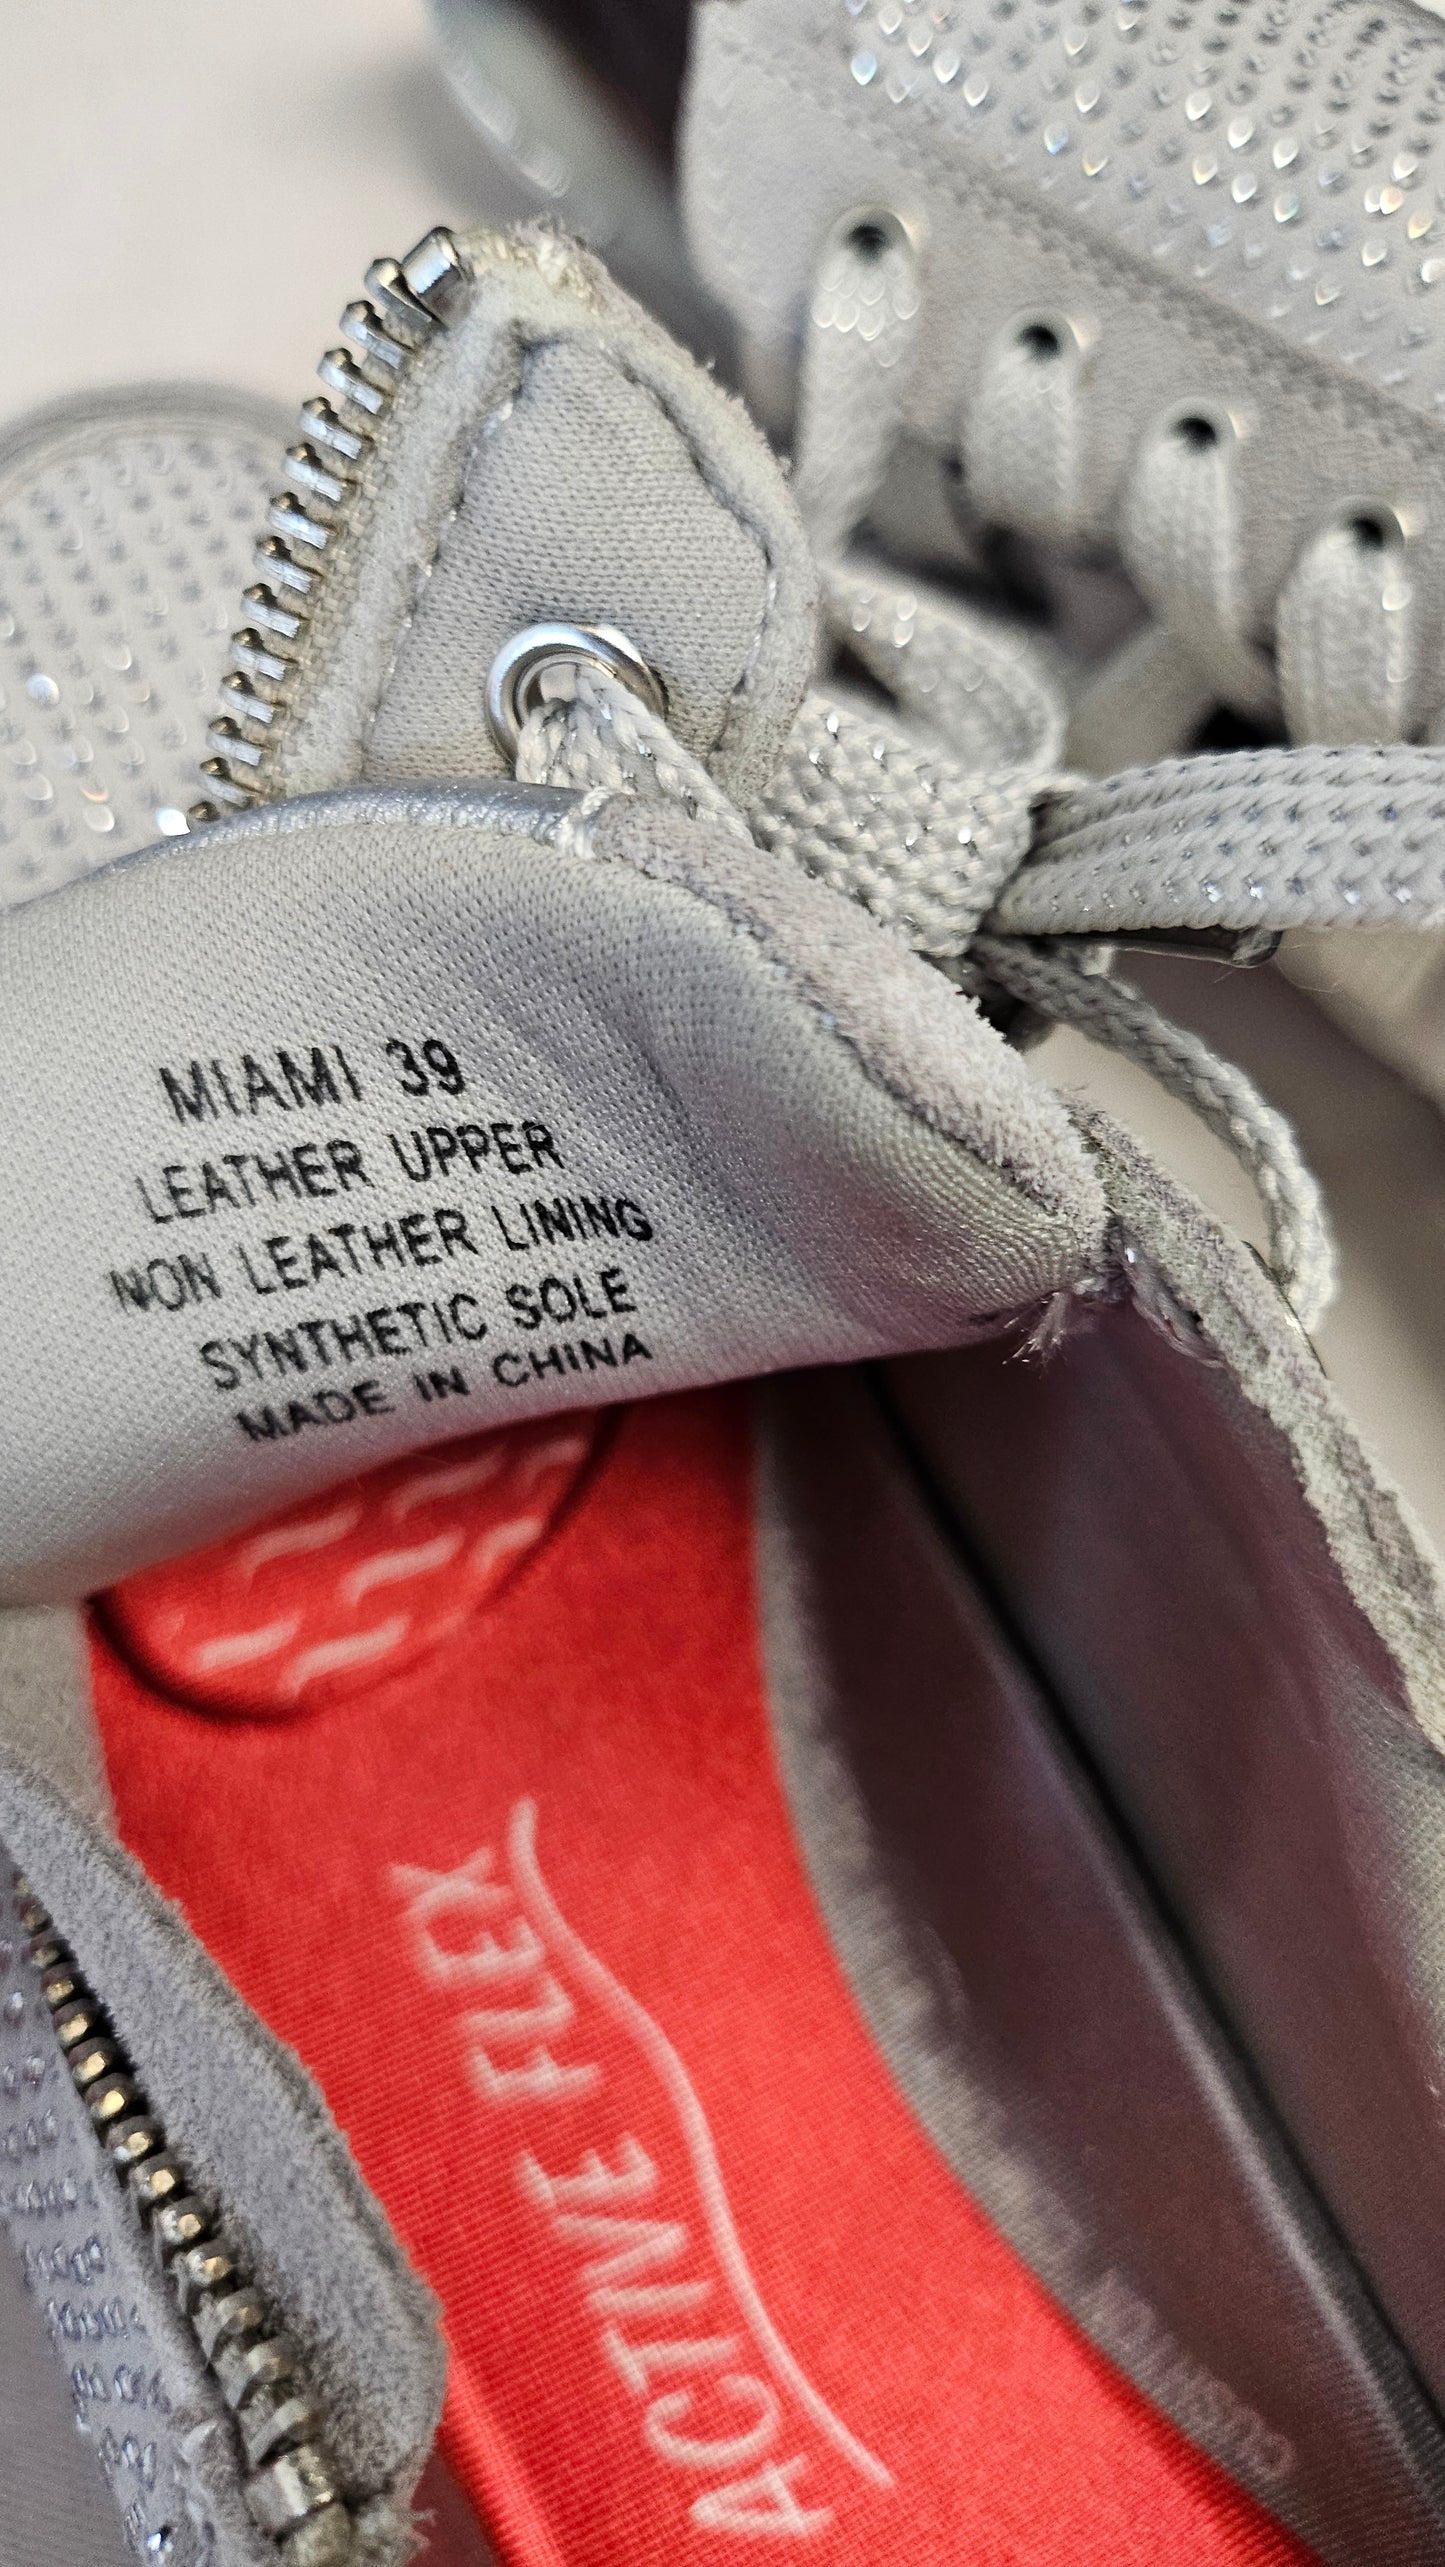 MIAMI 39
LEATHER UPPER
NON LEATHER LINING
SYNTHETIC SOLE
MADE IN CHINA
ACTIVE FLEX